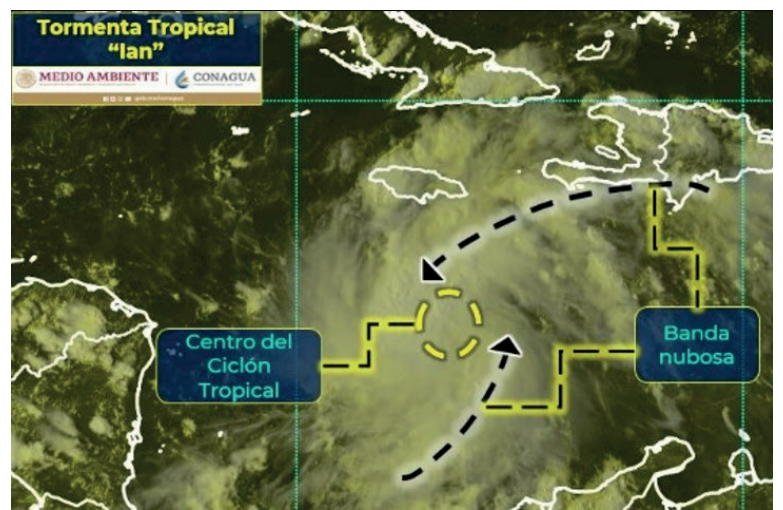 Tormenta Tropical
“Ian”
MEDIO AMBIENTE
CONAGUA
Centro del
Ciclón
Tropical
Banda
nubosa